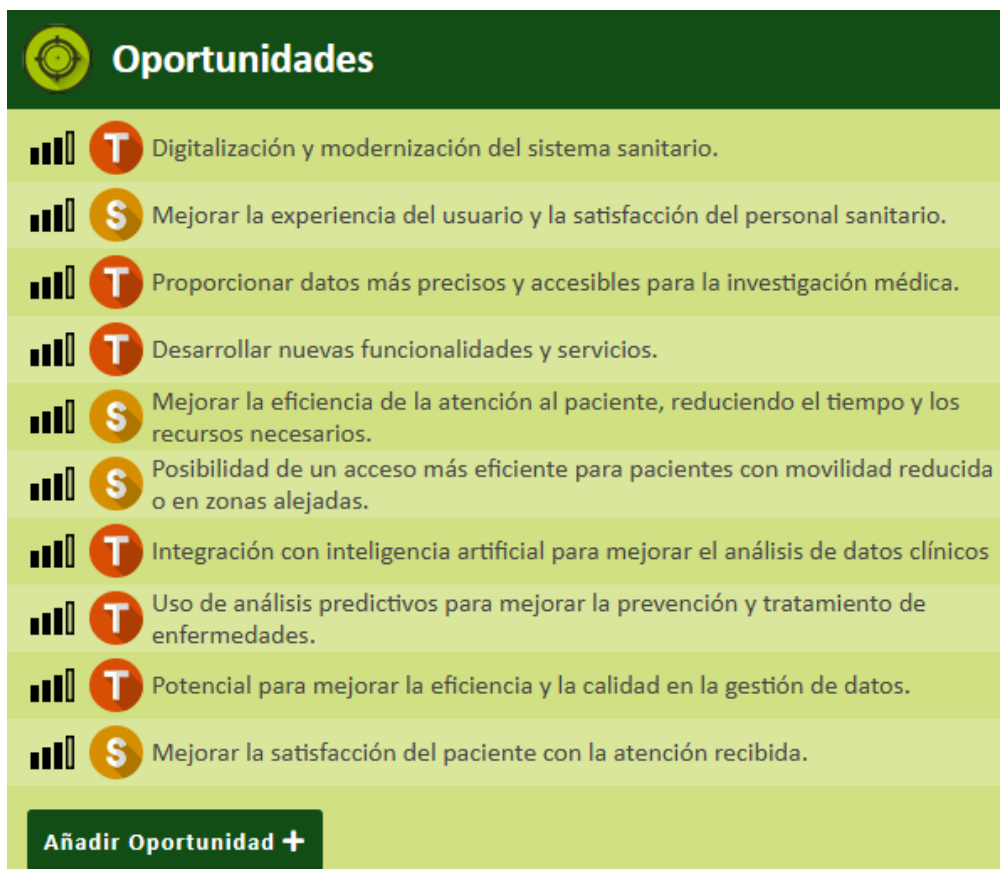 Oportunidades
T Digitalización y modernización del sistema sanitario.
S Mejorar la experiencia del usuario y la satisfacción del personal sanitario.
T Proporcionar datos más precisos y accesibles para la investigación médica.
T Desarrollar nuevas funcionalidades y servicios.
S Mejorar la eficiencia de la atención al paciente, reduciendo el tiempo y los
recursos necesarios.
S Posibilidad de un acceso más eficiente para pacientes con movilidad reducida
o en zonas alejadas.
T Integración con inteligencia artificial para mejorar el análisis de datos clínicos
T Uso de análisis predictivos para mejorar la prevención y tratamiento de
enfermedades.
T Potencial para mejorar la eficiencia y la calidad en la gestión de datos.
S Mejorar la satisfacción del paciente con la atención recibida.
Añadir Oportunidad +